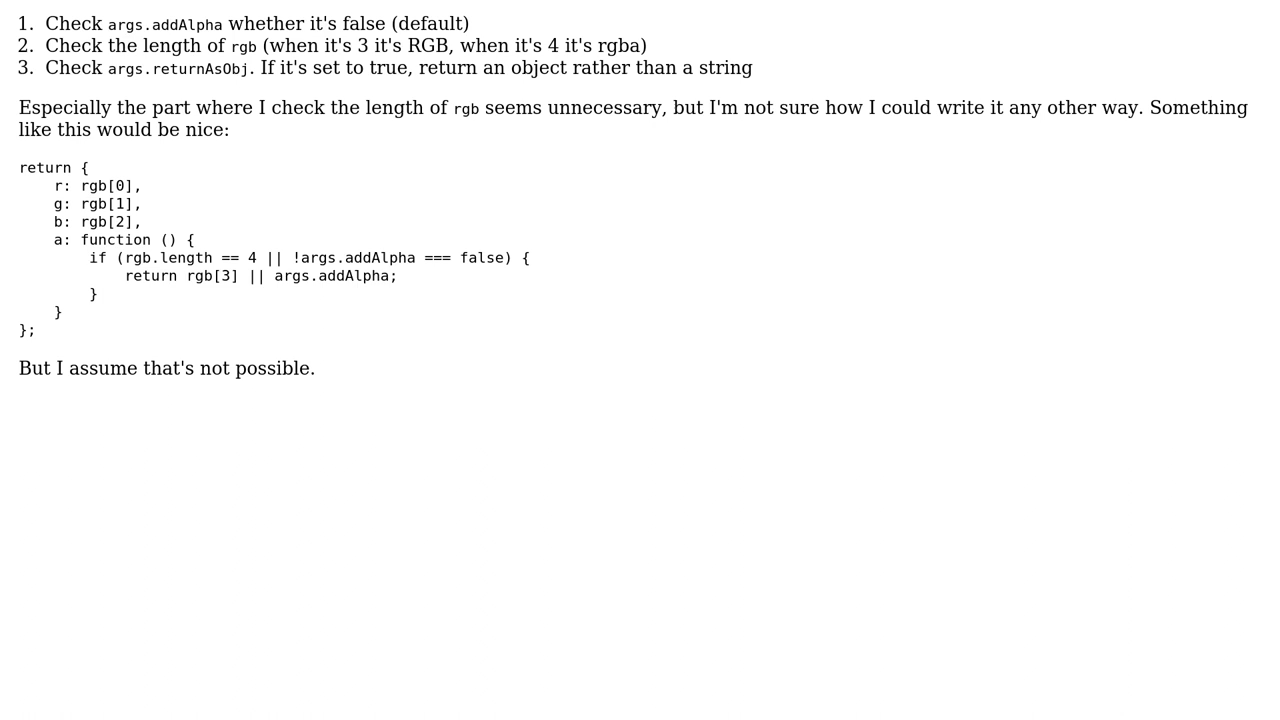 1. Check args.addAlpha whether it's false (default)
2. Check the length of rgb (when it's 3 it's RGB, when it's 4 it's rgba)
3. Check args.returnAsObj. If it's set to true, return an object rather than a string
Especially the part where I check the length of rgb seems unnecessary, but I'm not sure how I could write it any other way. Something
like this would be nice:
return {
    r: rgb[0],
    g: rgb[1],
    b: rgb[2],
    a: function () {
        if (rgb.length == 4 || !args.addAlpha === false) {
            return rgb[3] || args.addAlpha;
        }
    }
};
But I assume that's not possible.